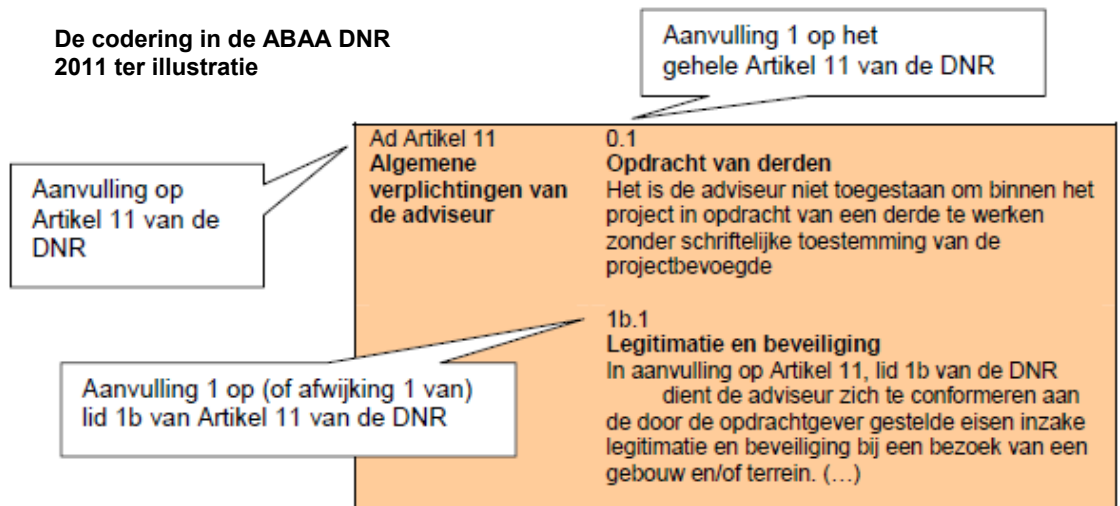 De codering in de ABAA DNR
2011 ter illustratie
Aanvulling 1 op het
gehele Artikel 11 van de DNR
Aanvulling op
Artikel 11 van de
DNR
Ad Artikel 11
Algemene
verplichtingen van
de adviseur
0.1
Opdracht van derden
Het is de adviseur niet toegestaan om binnen het
project in opdracht van een derde te werken
zonder schriftelijke toestemming van de
projectbevoegde
Aanvulling 1 op (of afwijking 1 van)
lid 1b van Artikel 11 van de DNR
1b.1
Legitimatie en beveiliging
In aanvulling op Artikel 11, lid 1b van de DNR
dient de adviseur zich te conformeren aan
de door de opdrachtgever gestelde eisen inzake
legitimatie en beveiliging bij een bezoek van een
gebouw en/of terrein. (…)